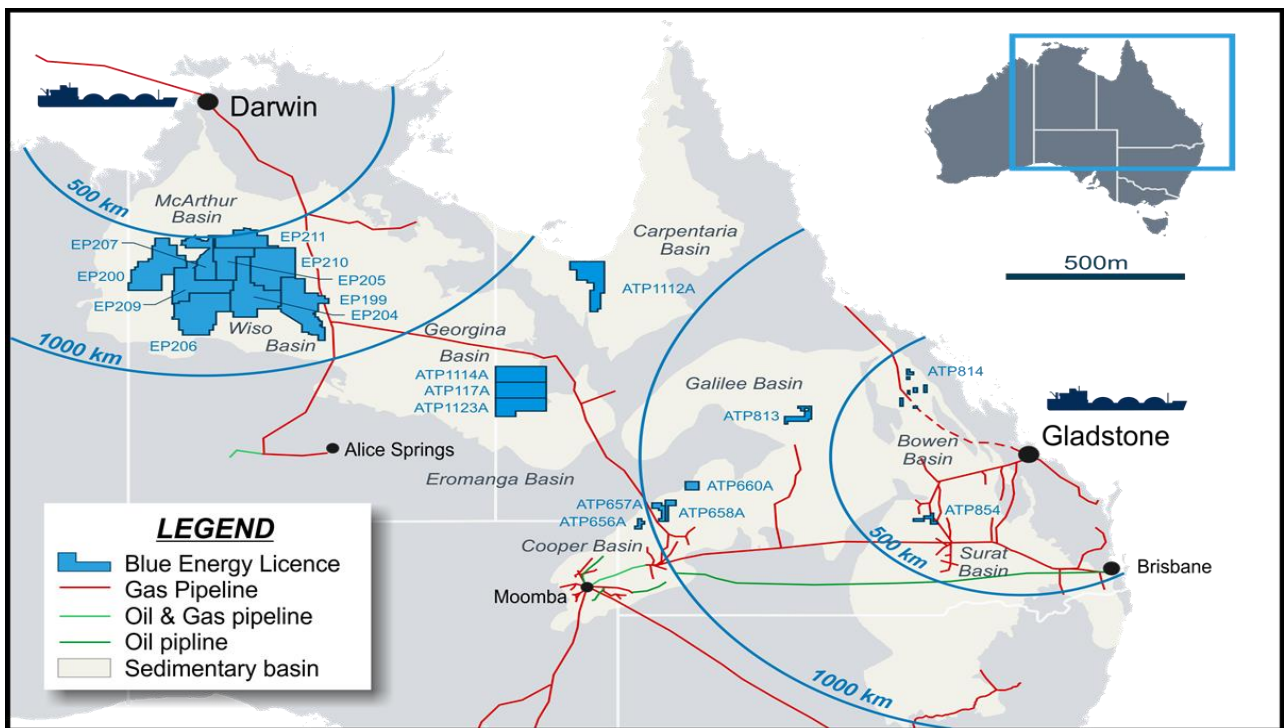 Darwin
500 km
McArthur
Basin
EP207
EP211
EP200
EP210
EP205
EP209
EP199
EP204
EP206
Wiso
Basin
1000 km
Carpentaria
Basin
ATP1112A
500m
Georgina
Basin
ATP1114A
ATP117A
ATP1123A
Galilee Basin
ATP813
ATP814
Gladstone
Bowen
Basin
Alice Springs
Eromanga Basin
ATP660A
ATP657A
ATP658A
ATP656A
ATP854
Cooper Basin
500 km
Surat
Basin
Brisbane
Moomba
1000 km
LEGEND
Blue Energy Licence
Gas Pipeline
Oil & Gas pipeline
Oil pipline
Sedimentary basin